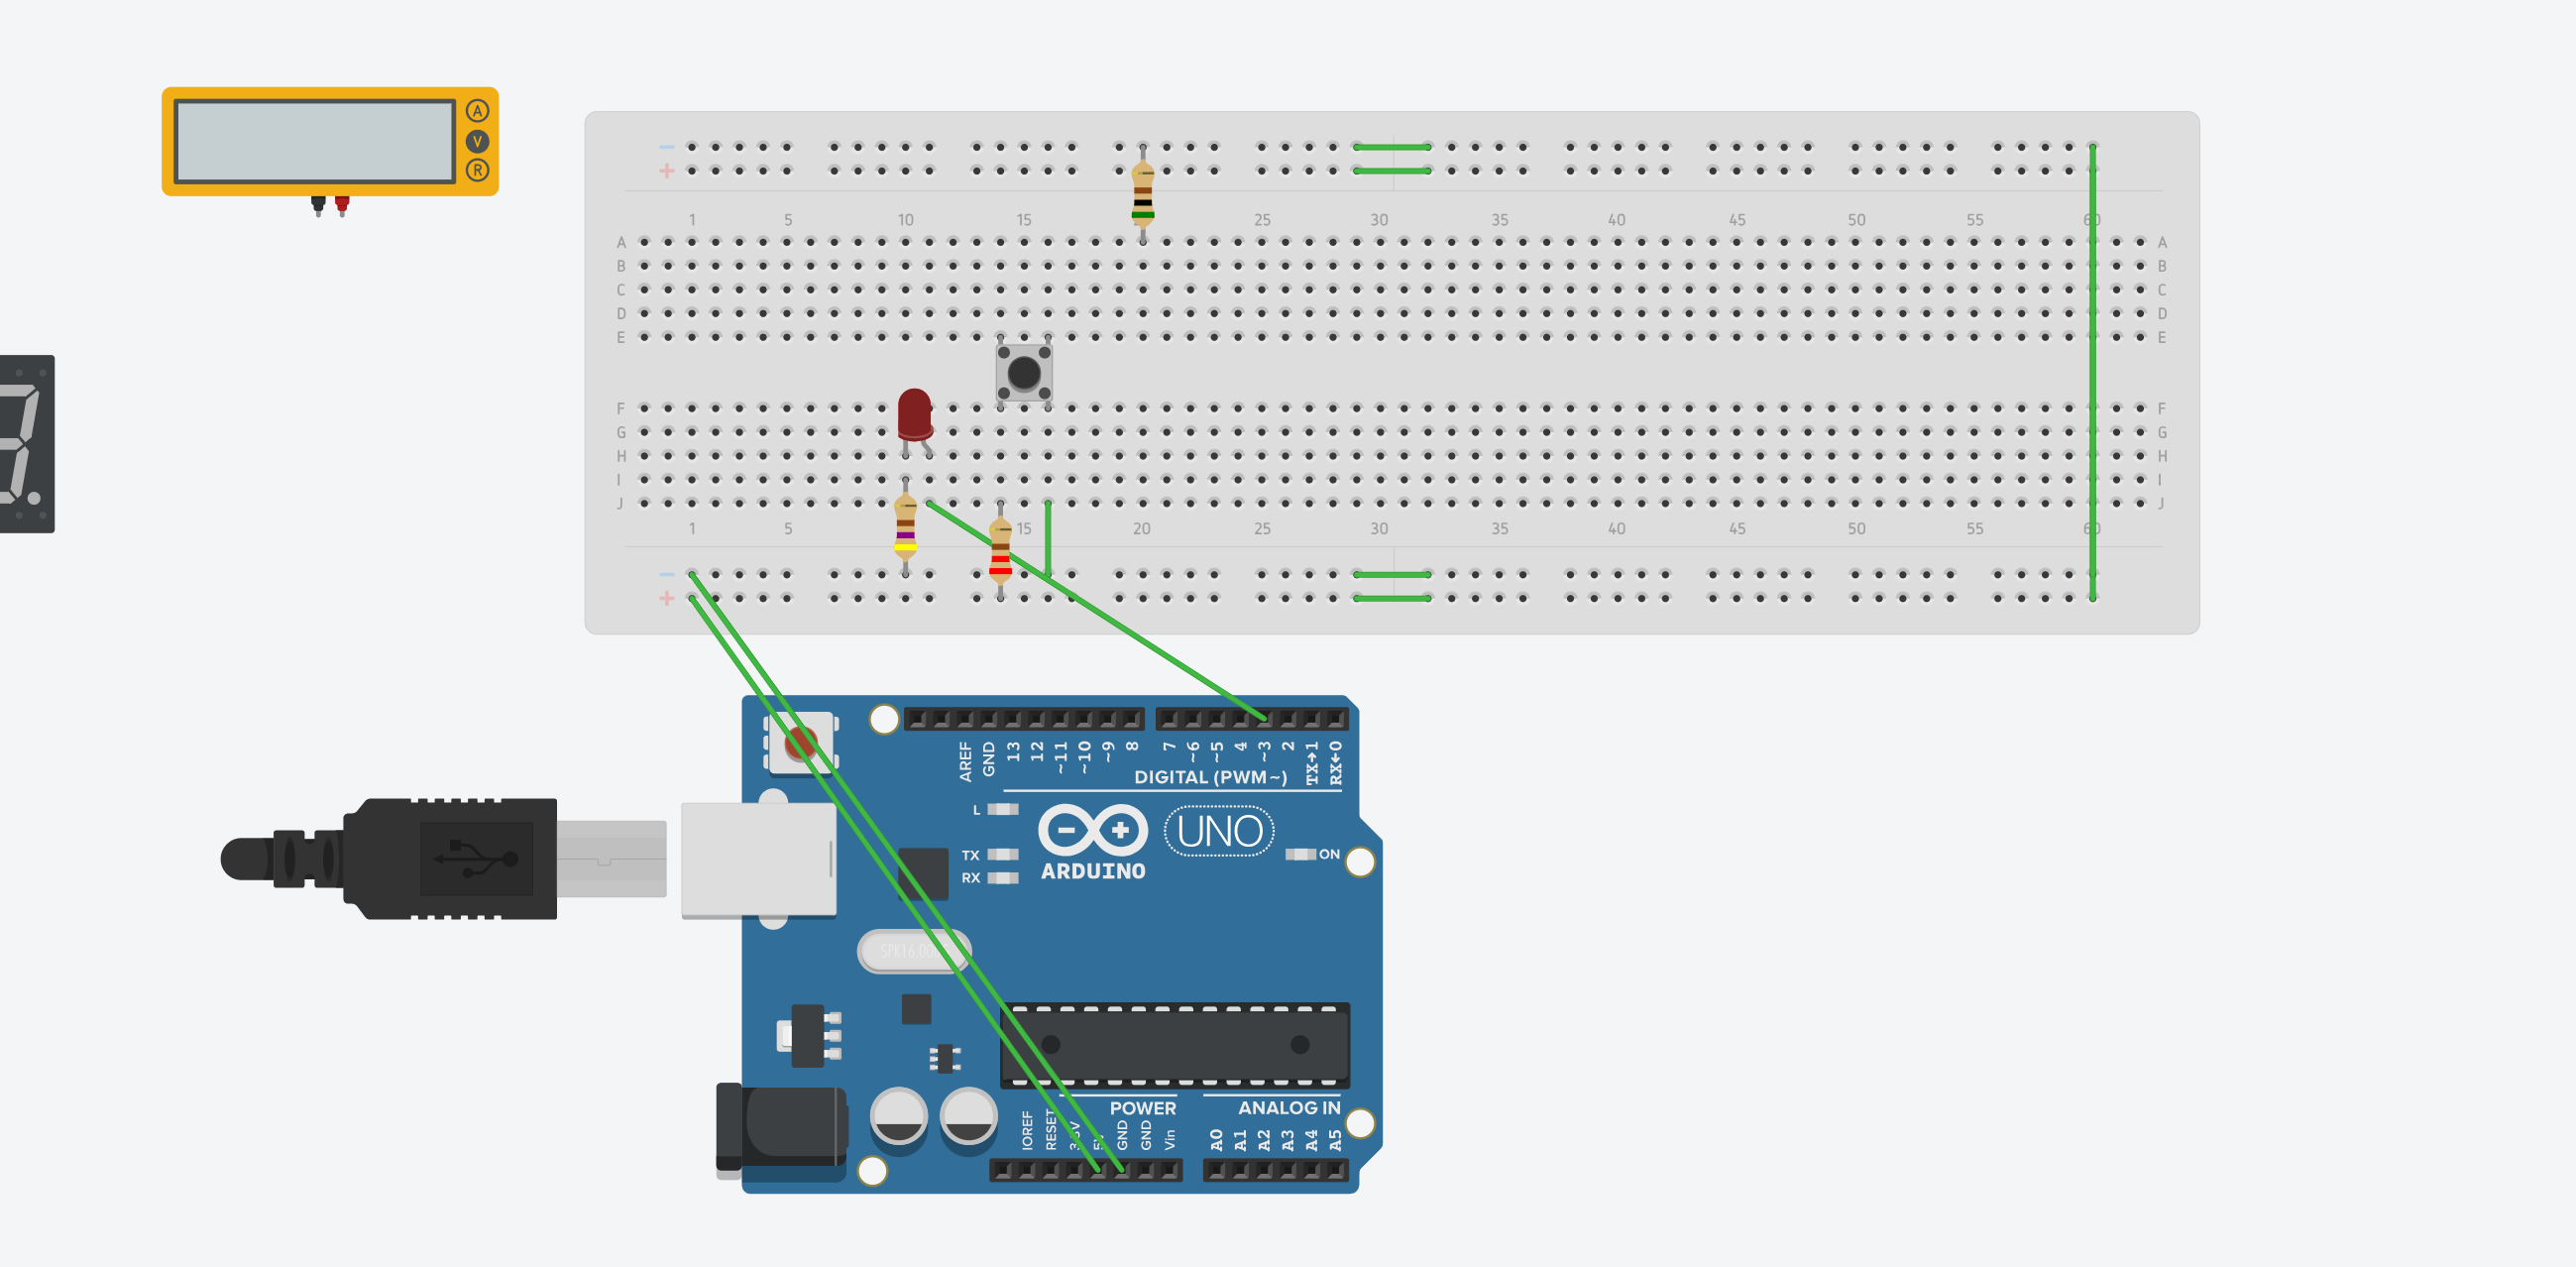 A
V
R
1 5 10 15 25 30 35 40 45 50 55 60
A A
B B
C C
D D
E E
F F
G G
H H
I I
J J
1 5 15 20 25 30 35 40 45 50 55 60
AREF GND 13 12 ~11 ~10 ~9 8 7 ~6 ~5 4 ~3 2 TX→1 RX←0
DIGITAL (PWM ~)
L
UNO
TX ON
RX ARDUINO
POWER ANALOG IN
IOREF RESET 3.3V 5V GND GND Vin A0 A1 A2 A3 A4 A5